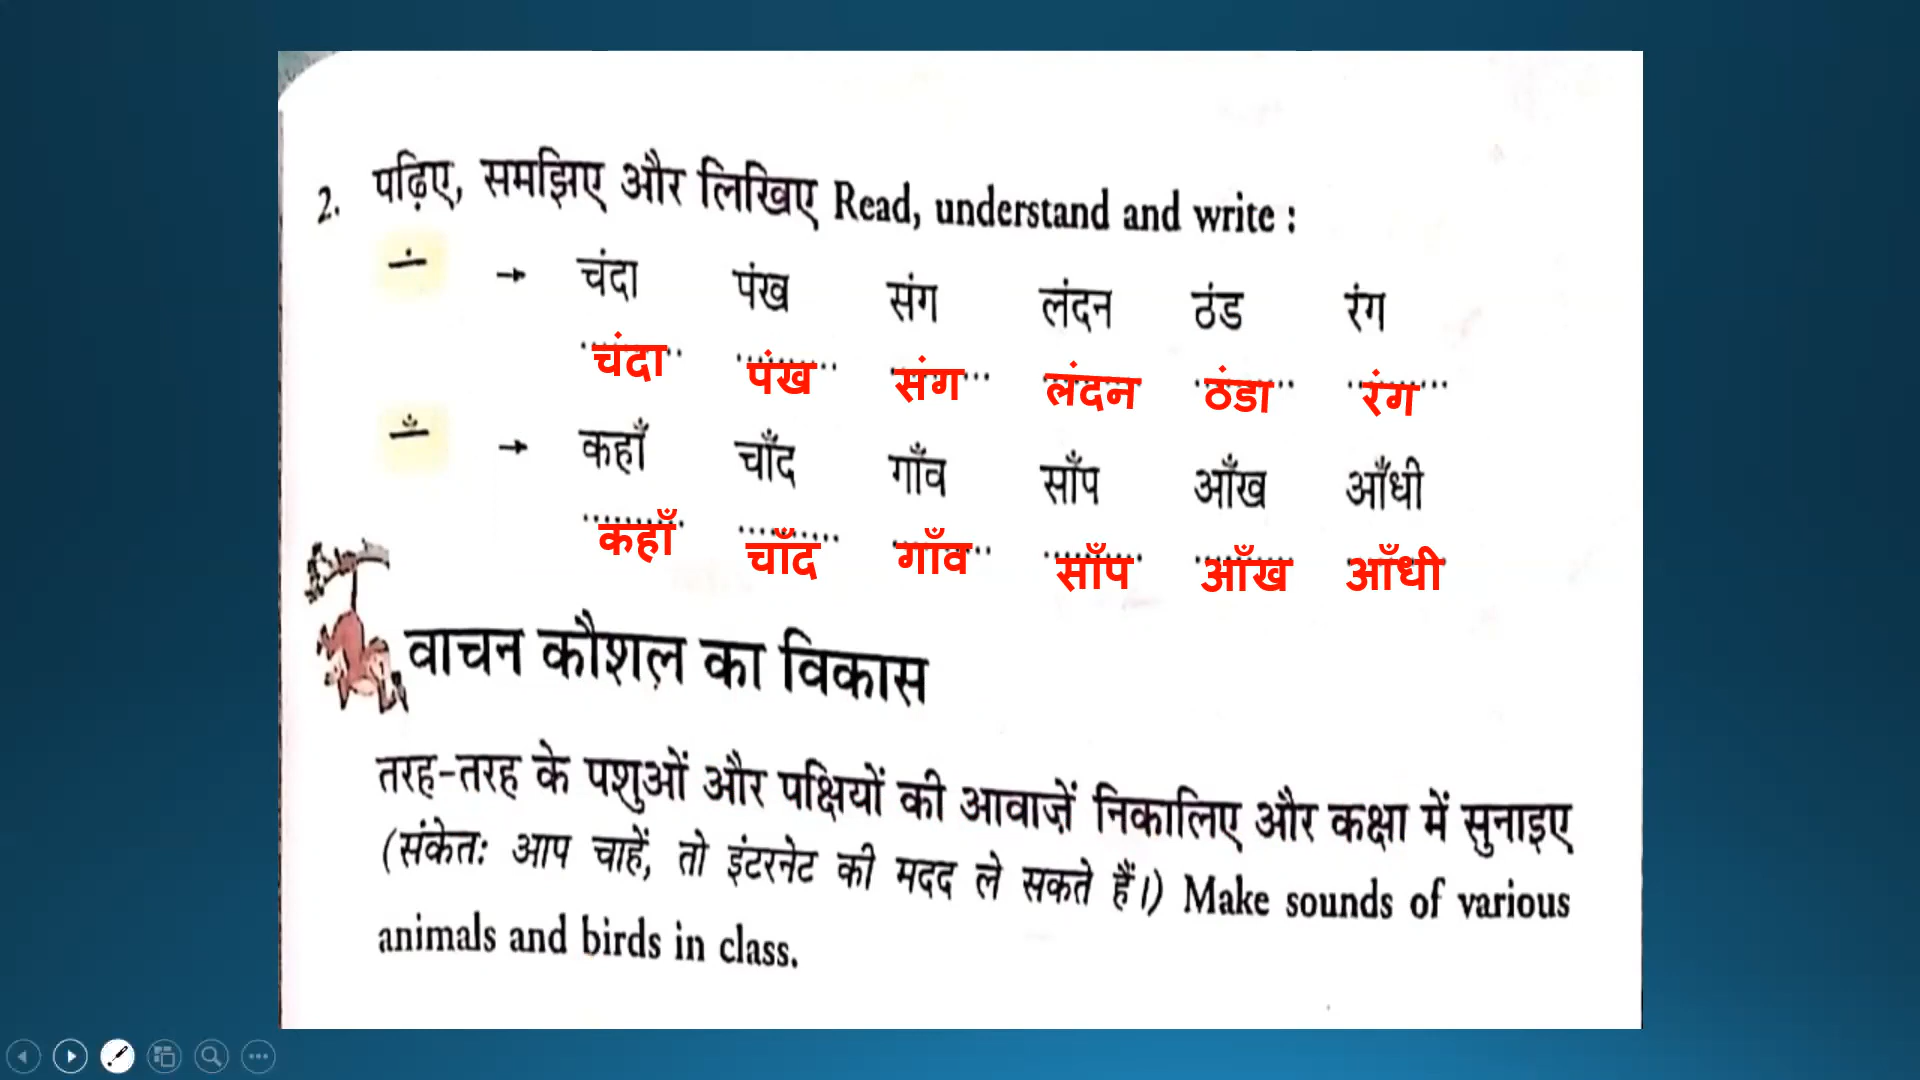 2. पढ़िए, समझिए और लिखिए Read, understand and write :
ं → चंदा पंख संग लंदन ठंड रंग
चंदा पंख संग लंदन ठंडा रंग
ँ → कहाँ चाँद गाँव साँप आँख आँधी
कहाँ चाँद गाँव साँप आँख आँधी
वाचन कौशल का विकास
तरह-तरह के पशुओं और पक्षियों की आवाज़ें निकालिए और कक्षा में सुनाइए
(संकेतः आप चाहें, तो इंटरनेट की मदद ले सकते हैं।) Make sounds of various
animals and birds in class.